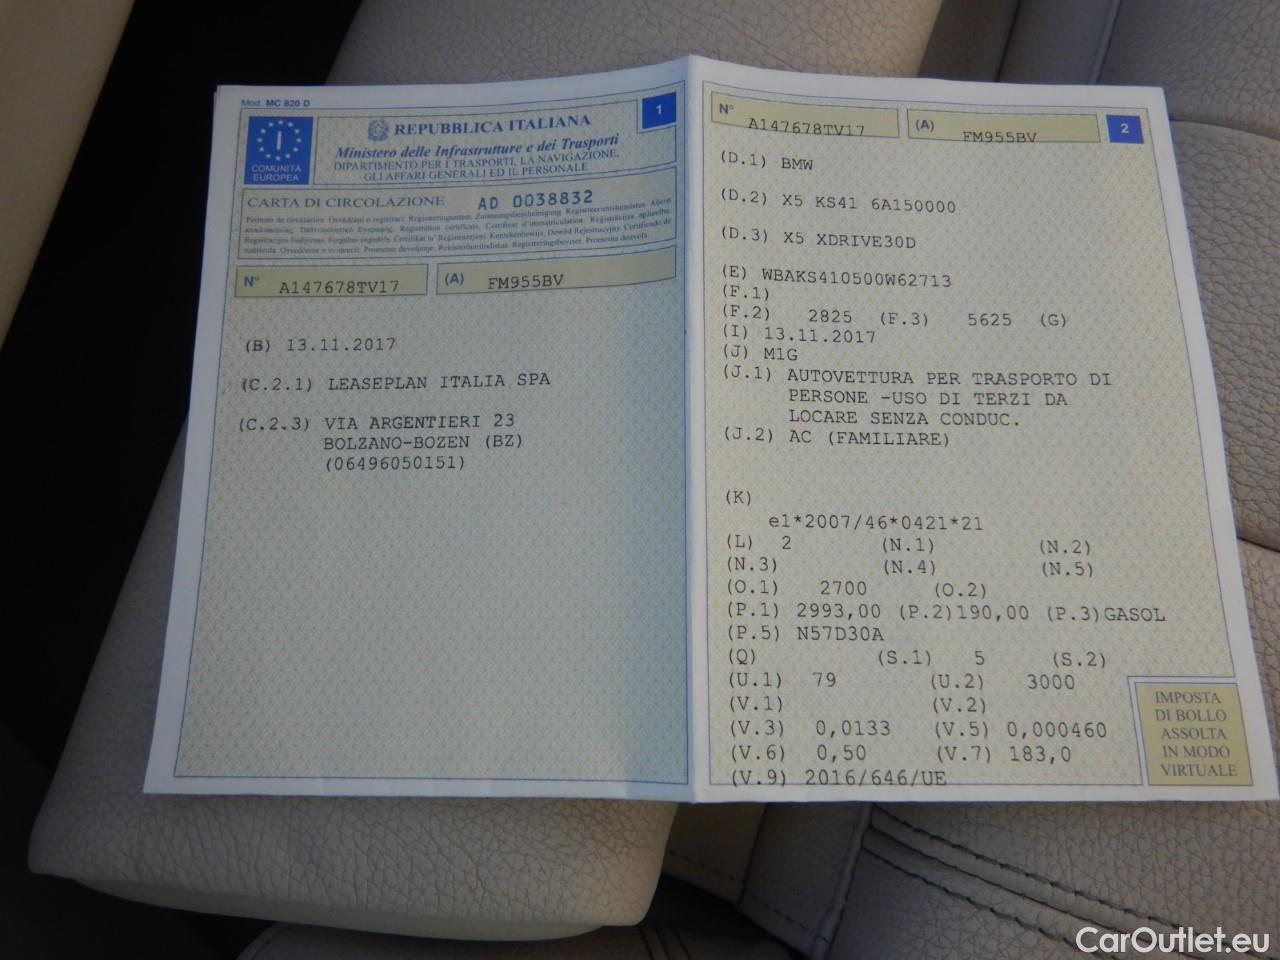 Mod. MC 820 D
1
I
COMUNITÀ
EUROPEA
REPUBBLICA ITALIANA
Ministero delle Infrastrutture e dei Trasporti
DIPARTIMENTO PER I TRASPORTI, LA NAVIGAZIONE,
GLI AFFARI GENERALI ED IL PERSONALE
CARTA DI CIRCOLAZIONE AD 0038832
N° A147678TV17 (A) FM955BV
(B) 13.11.2017
(C.2.1) LEASEPLAN ITALIA SPA
(C.2.3) VIA ARGENTIERI 23
BOLZANO-BOZEN (BZ)
(06496050151)
N° A147678TV17 (A) FM955BV 2
(D.1) BMW
(D.2) X5 KS41 6A150000
(D.3) X5 XDRIVE30D
(E) WBAKS410500W62713
(F.1)
(F.2) 2825 (F.3) 5625 (G)
(I) 13.11.2017
(J) M1G
(J.1) AUTOVETTURA PER TRASPORTO DI
PERSONE -USO DI TERZI DA
LOCARE SENZA CONDUC.
(J.2) AC (FAMILIARE)
(K)
e1*2007/46*0421*21
(L) 2 (N.1) (N.2)
(N.3) (N.4) (N.5)
(O.1) 2700 (O.2)
(P.1) 2993,00 (P.2)190,00 (P.3)GASOL
(P.5) N57D30A
(Q) (S.1) 5 (S.2)
(U.1) 79 (U.2) 3000
(V.1) (V.2)
(V.3) 0,0133 (V.5) 0,000460
(V.6) 0,50 (V.7) 183,0
(V.9) 2016/646/UE
IMPOSTA
DI BOLLO
ASSOLTA
IN MODO
VIRTUALE
CarOutlet.eu